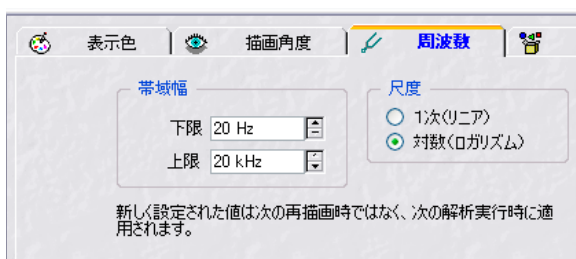 表示色 描画角度 周波数
帯域幅
下限 20 Hz
上限 20 kHz
尺度
1次(リニア)
対数(ロガリズム)
新しく設定された値は次の再描画時ではなく、次の解析実行時に適
用されます。